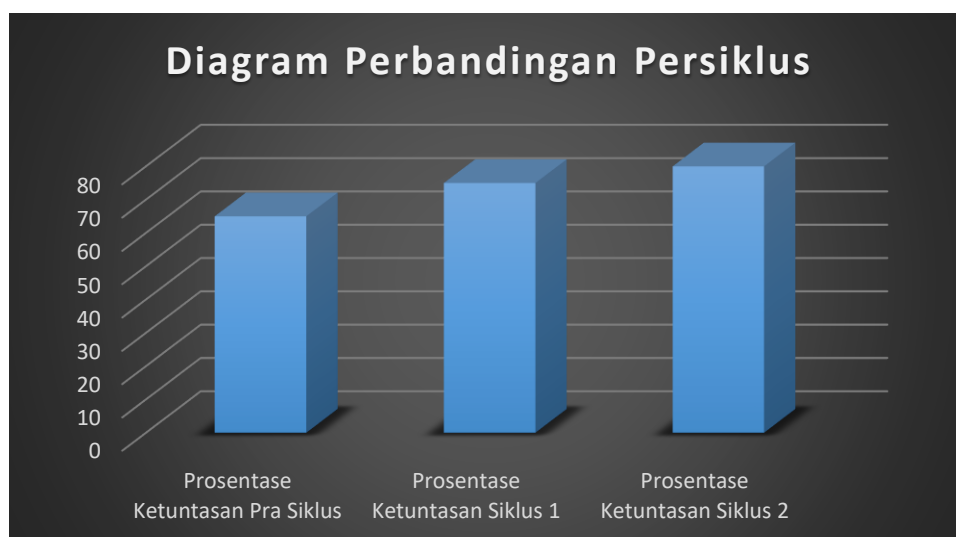 Diagram Perbandingan Persiklus
80
70
60
50
40
30
20
10
0
Prosentase
Ketuntasan Pra Siklus
Prosentase
Ketuntasan Siklus 1
Prosentase
Ketuntasan Siklus 2